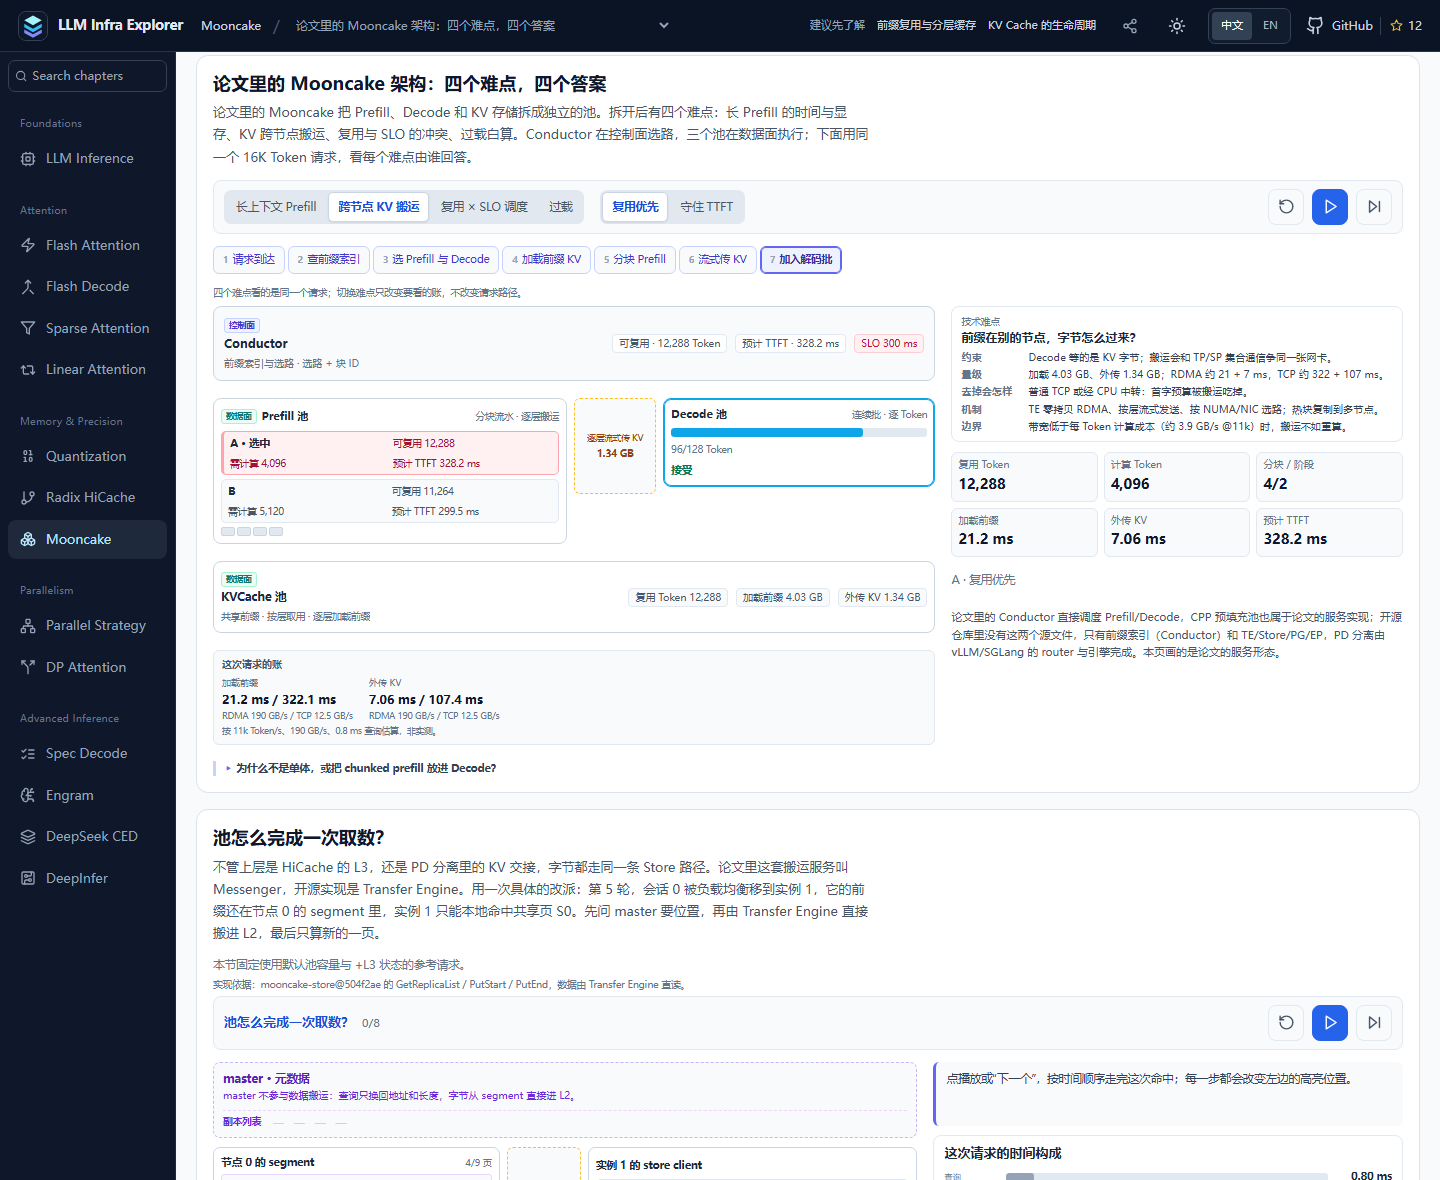 LLM Infra Explorer
Mooncake / 论文里的 Mooncake 架构：四个难点，四个答案
建议先了解 前缀复用与分层缓存 KV Cache 的生命周期
中文 EN GitHub 12
Search chapters
Foundations
LLM Inference
Attention
Flash Attention
Flash Decode
Sparse Attention
Linear Attention
Memory & Precision
Quantization
Radix HiCache
Mooncake
Parallelism
Parallel Strategy
DP Attention
Advanced Inference
Spec Decode
Engram
DeepSeek CED
DeepInfer
论文里的 Mooncake 架构：四个难点，四个答案
论文里的 Mooncake 把 Prefill、Decode 和 KV 存储拆成独立的池。拆开后有四个难点：长 Prefill 的时间与显
存、KV 跨节点搬运、复用与 SLO 的冲突、过载白算。Conductor 在控制面选路，三个池在数据面执行；下面用同
一个 16K Token 请求，看每个难点由谁回答。
长上下文 Prefill 跨节点 KV 搬运 复用 × SLO 调度 过载 复用优先 守住 TTFT
1 请求到达 2 查前缀索引 3 选 Prefill 与 Decode 4 加载前缀 KV 5 分块 Prefill 6 流式传 KV 7 加入解码批
四个难点看的是同一个请求；切换难点只改变要看的账，不改变请求路径。
控制面
Conductor
前缀索引与选路 · 选路 + 块 ID
可复用 · 12,288 Token 预计 TTFT · 328.2 ms SLO 300 ms
数据面 Prefill 池 分块流水 · 逐层搬运
A • 选中 可复用 12,288
需计算 4,096 预计 TTFT 328.2 ms
B 可复用 11,264
需计算 5,120 预计 TTFT 299.5 ms
逐层流式传 KV
1.34 GB
Decode 池 连续批 · 逐 Token
96/128 Token
接受
数据面
KVCache 池
共享前缀 · 按层取用 · 逐层加载前缀
复用 Token 12,288 加载前缀 4.03 GB 外传 KV 1.34 GB
这次请求的账
加载前缀 外传 KV
21.2 ms / 322.1 ms 7.06 ms / 107.4 ms
RDMA 190 GB/s / TCP 12.5 GB/s RDMA 190 GB/s / TCP 12.5 GB/s
按 11k Token/s、190 GB/s、0.8 ms 查询估算，非实测。
为什么不是单体，或把 chunked prefill 放进 Decode?
技术难点
前缀在别的节点，字节怎么过来?
约束 Decode 等的是 KV 字节；搬运会和 TP/SP 集合通信争同一张网卡。
量级 加载 4.03 GB、外传 1.34 GB；RDMA 约 21 + 7 ms，TCP 约 322 + 107 ms。
去掉会怎样 普通 TCP 或经 CPU 中转：首字预算被搬运吃掉。
机制 TE 零拷贝 RDMA、按层流式发送、按 NUMA/NIC 选路；热块复制到多节点。
边界 带宽低于每 Token 计算成本（约 3.9 GB/s @11k）时，搬运不如重算。
复用 Token 12,288
计算 Token 4,096
分块 / 阶段 4/2
加载前缀 21.2 ms
外传 KV 7.06 ms
预计 TTFT 328.2 ms
A · 复用优先
论文里的 Conductor 直接调度 Prefill/Decode，CPP 预填充池也属于论文的服务实现；开源
仓库里没有这两个源文件，只有前缀索引（Conductor）和 TE/Store/PG/EP，PD 分离由
vLLM/SGLang 的 router 与引擎完成。本页画的是论文的服务形态。
池怎么完成一次取数?
不管上层是 HiCache 的 L3，还是 PD 分离里的 KV 交接，字节都走同一条 Store 路径。论文里这套搬运服务叫
Messenger，开源实现是 Transfer Engine。用一次具体的改派：第 5 轮，会话 0 被负载均衡移到实例 1，它的前
缀还在节点 0 的 segment 里，实例 1 只能本地命中共享页 S0。先问 master 要位置，再由 Transfer Engine 直接
搬进 L2，最后只算新的一页。
本节固定使用默认池容量与 +L3 状态的参考请求。
实现依据：mooncake-store@504f2ae 的 GetReplicaList / PutStart / PutEnd，数据由 Transfer Engine 直读。
池怎么完成一次取数? 0/8
master • 元数据
master 不参与数据搬运：查询只换回地址和长度，字节从 segment 直接进 L2。
副本列表 — — — —
点播放或“下一个”，按时间顺序走完这次命中；每一步都会改变左边的高亮位置。
节点 0 的 segment 4/9 页
实例 1 的 store client
这次请求的时间构成
查询 0.80 ms